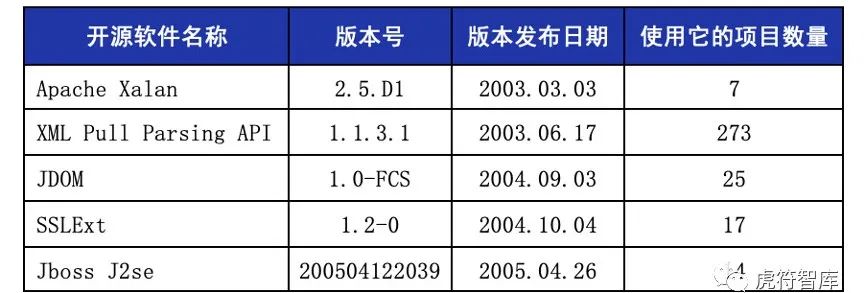 开源软件名称 版本号 版本发布日期 使用它的项目数量
Apache Xalan 2.5.D1 2003.03.03 7
XML Pull Parsing API 1.1.3.1 2003.06.17 273
JDOM 1.0-FCS 2004.09.03 25
SSLExt 1.2-0 2004.10.04 17
Jboss J2se 200504122039 2005.04.26 4
虎符智库